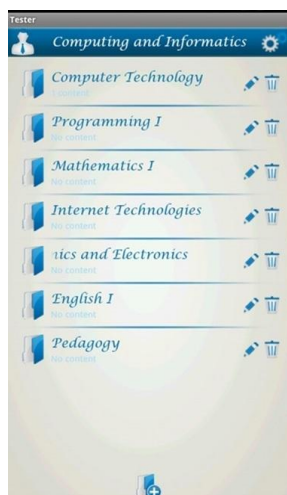 Tester
Computing and Informatics
Computer Technology
1 content
Programming I
No content
Mathematics I
No content
Internet Technologies
No content
nics and Electronics
No content
English I
No content
Pedagogy
No content